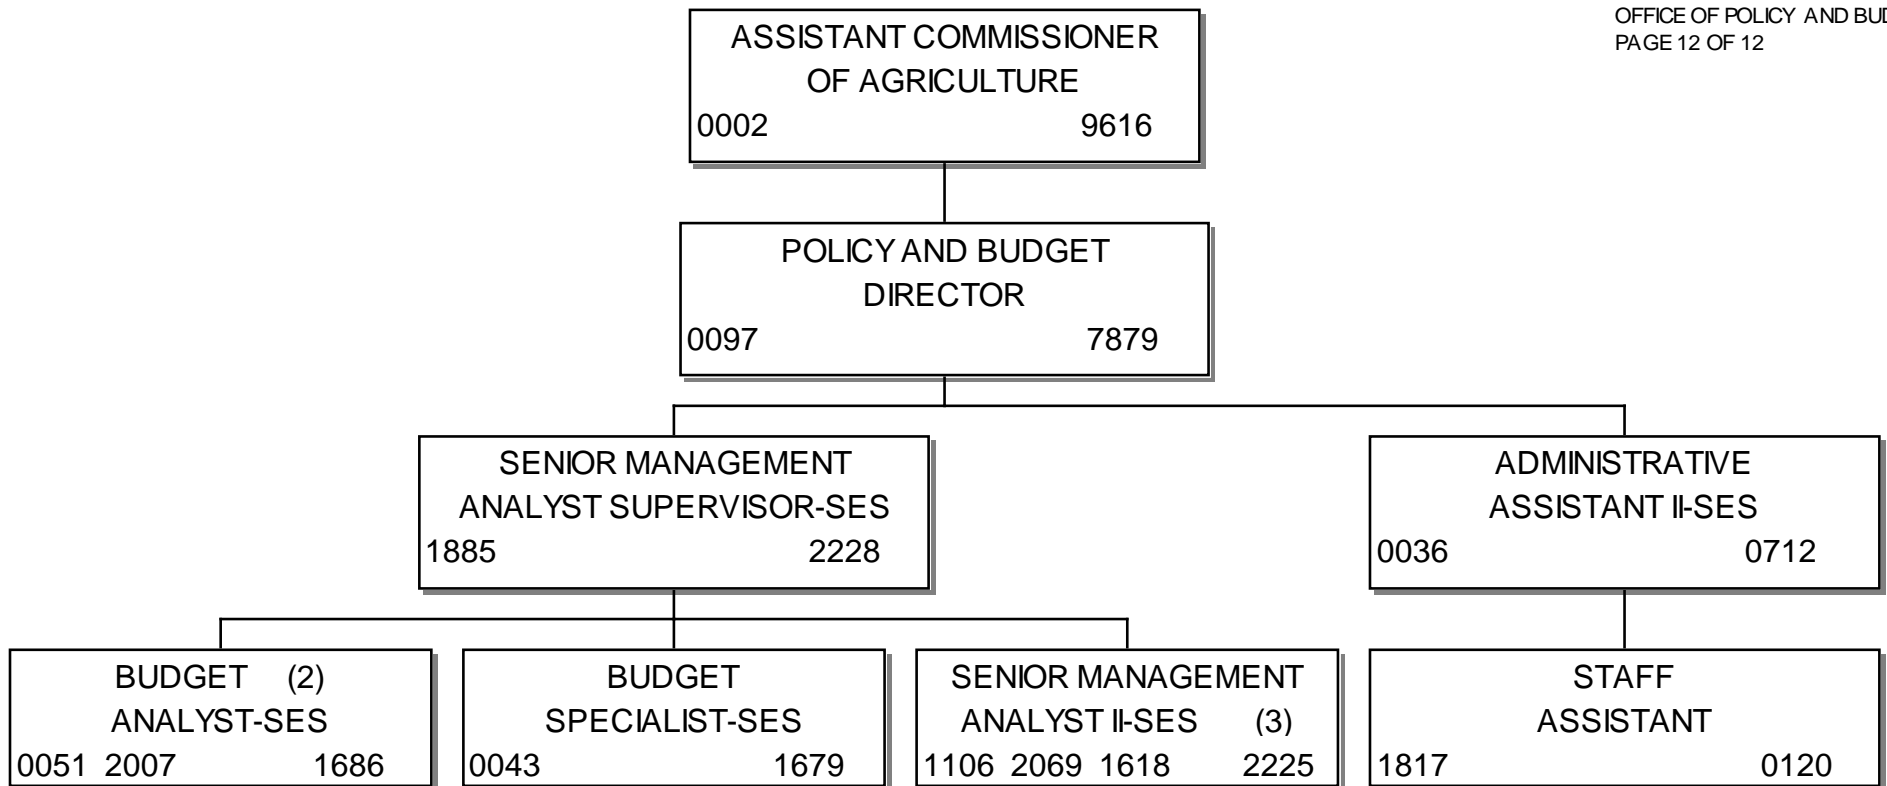 OFFICE OF POLICY AND BUD
PAGE 12 OF 12
ASSISTANT COMMISSIONER
OF AGRICULTURE
0002 9616
POLICY AND BUDGET
DIRECTOR
0097 7879
SENIOR MANAGEMENT
ANALYST SUPERVISOR-SES
1885 2228
ADMINISTRATIVE
ASSISTANT II-SES
0036 0712
BUDGET (2)
ANALYST-SES
0051 2007 1686
BUDGET
SPECIALIST-SES
0043 1679
SENIOR MANAGEMENT
ANALYST II-SES (3)
1106 2069 1618 2225
STAFF
ASSISTANT
1817 0120